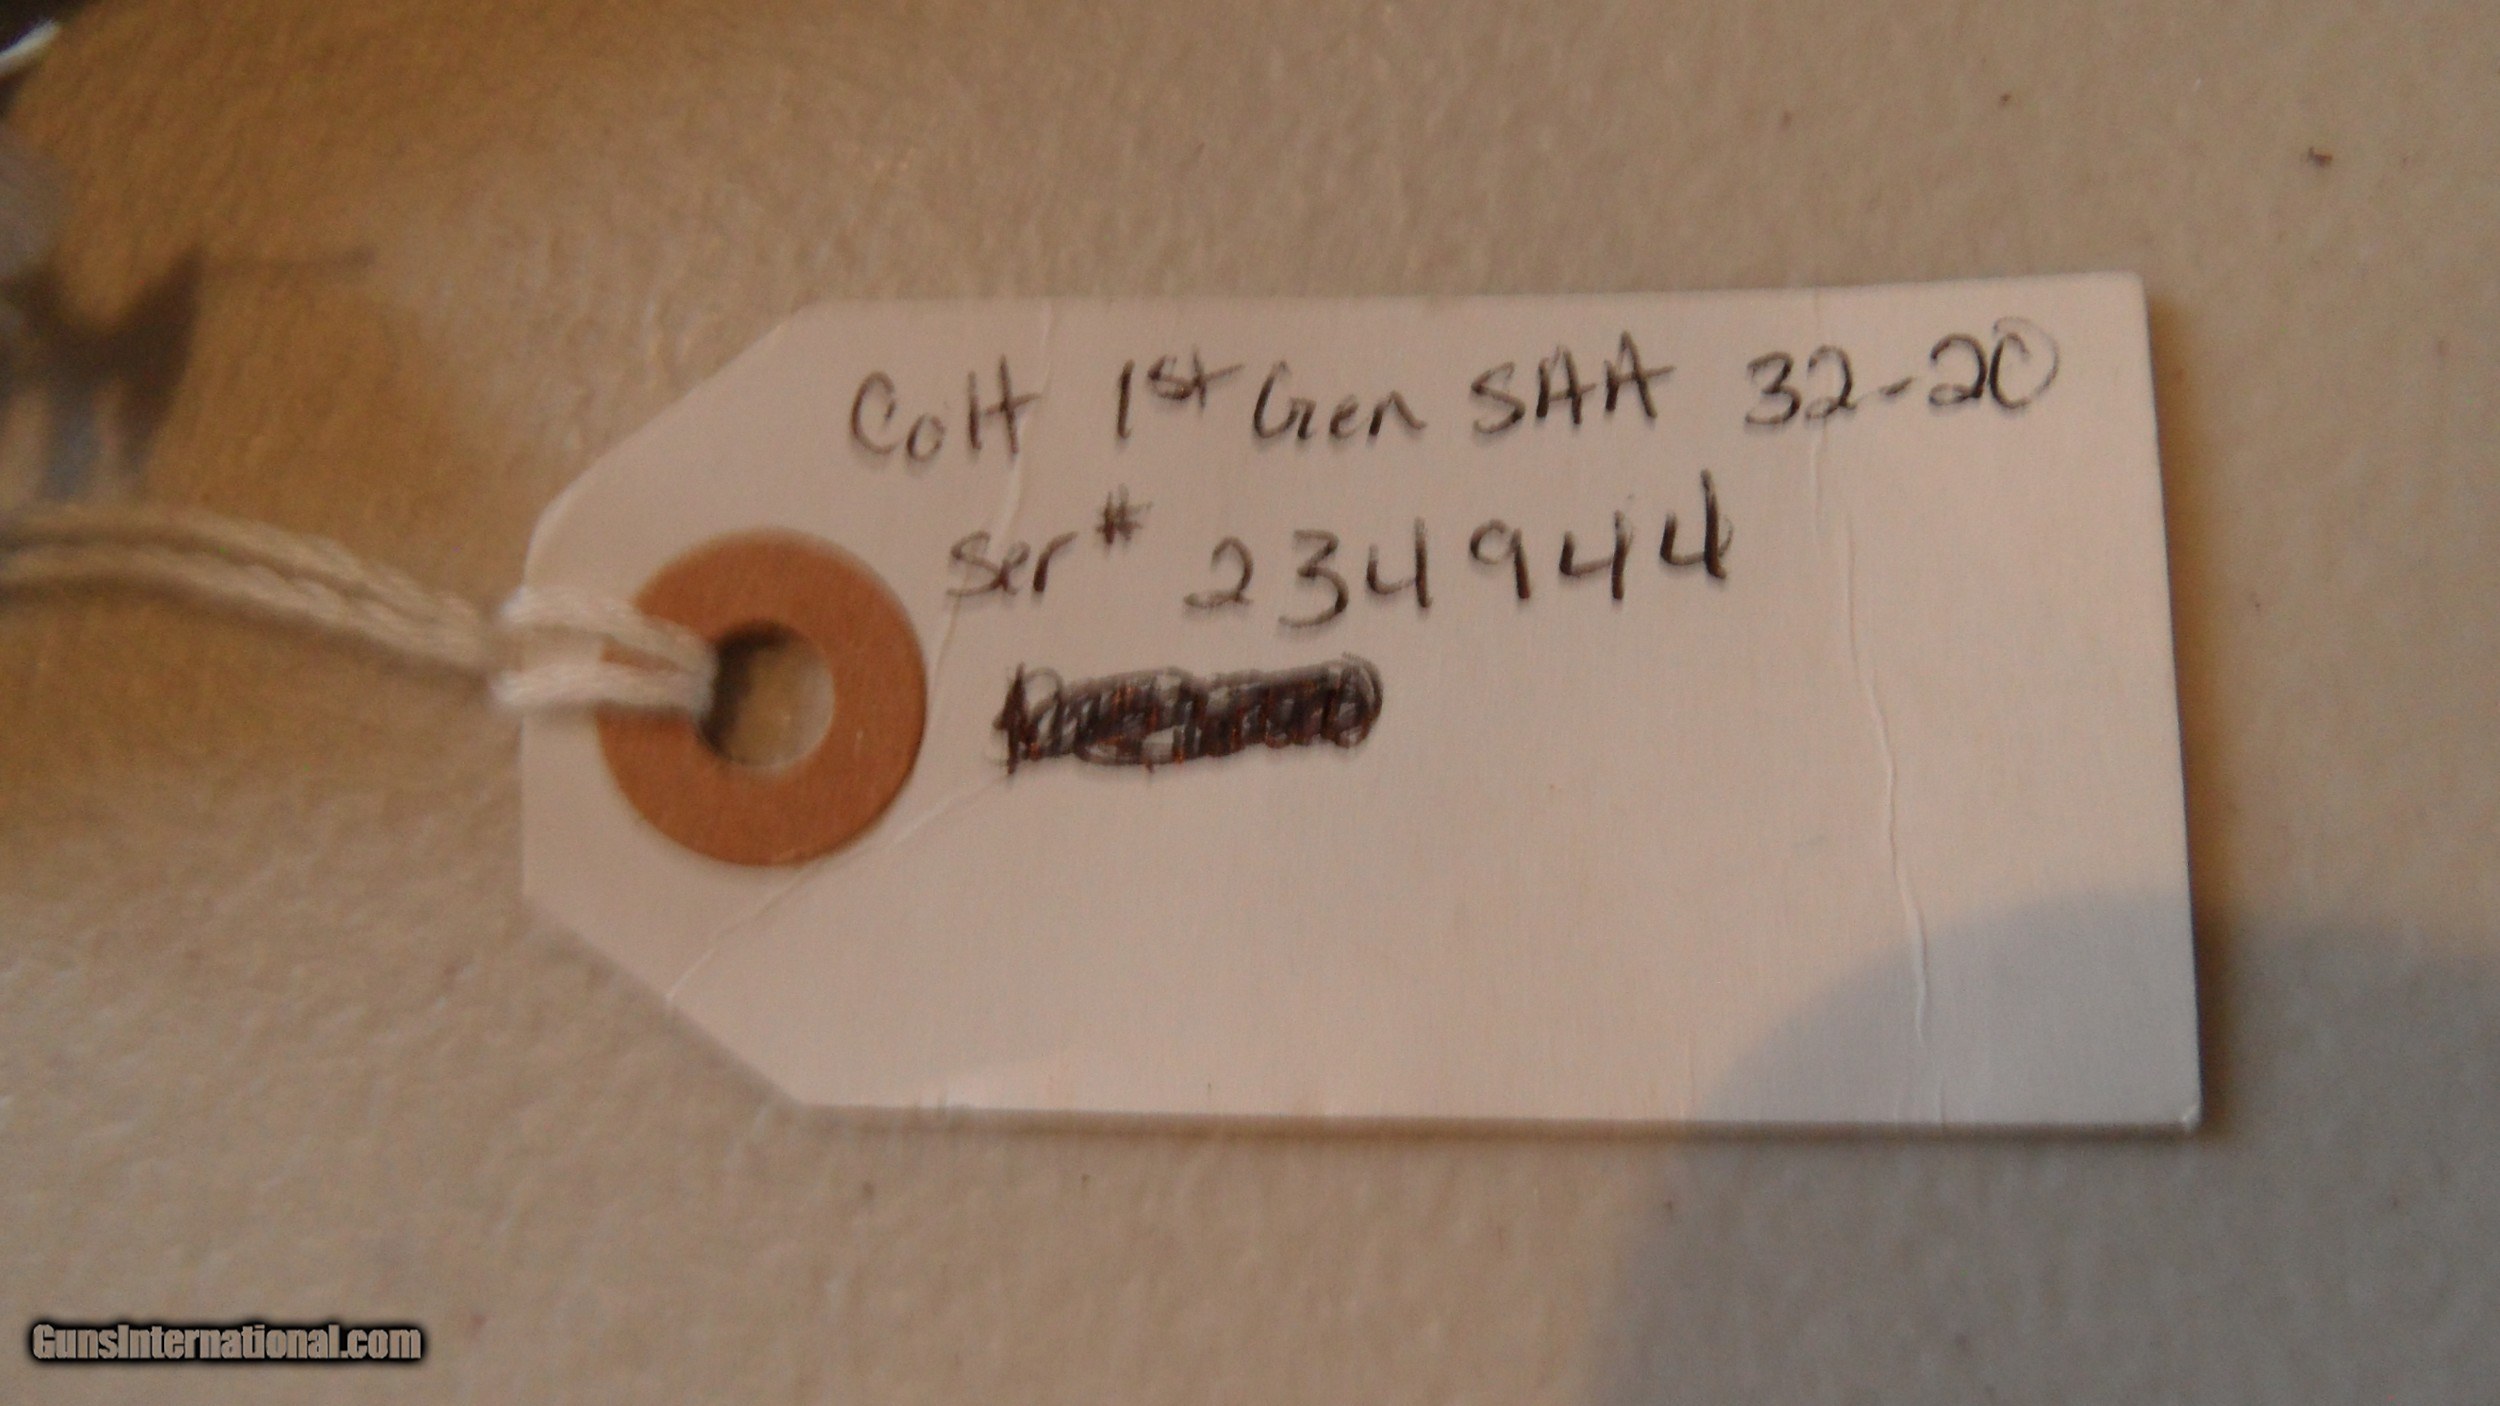 Colt 1st Gen SAA 32-20
Ser# 234944
GunsInternational.com